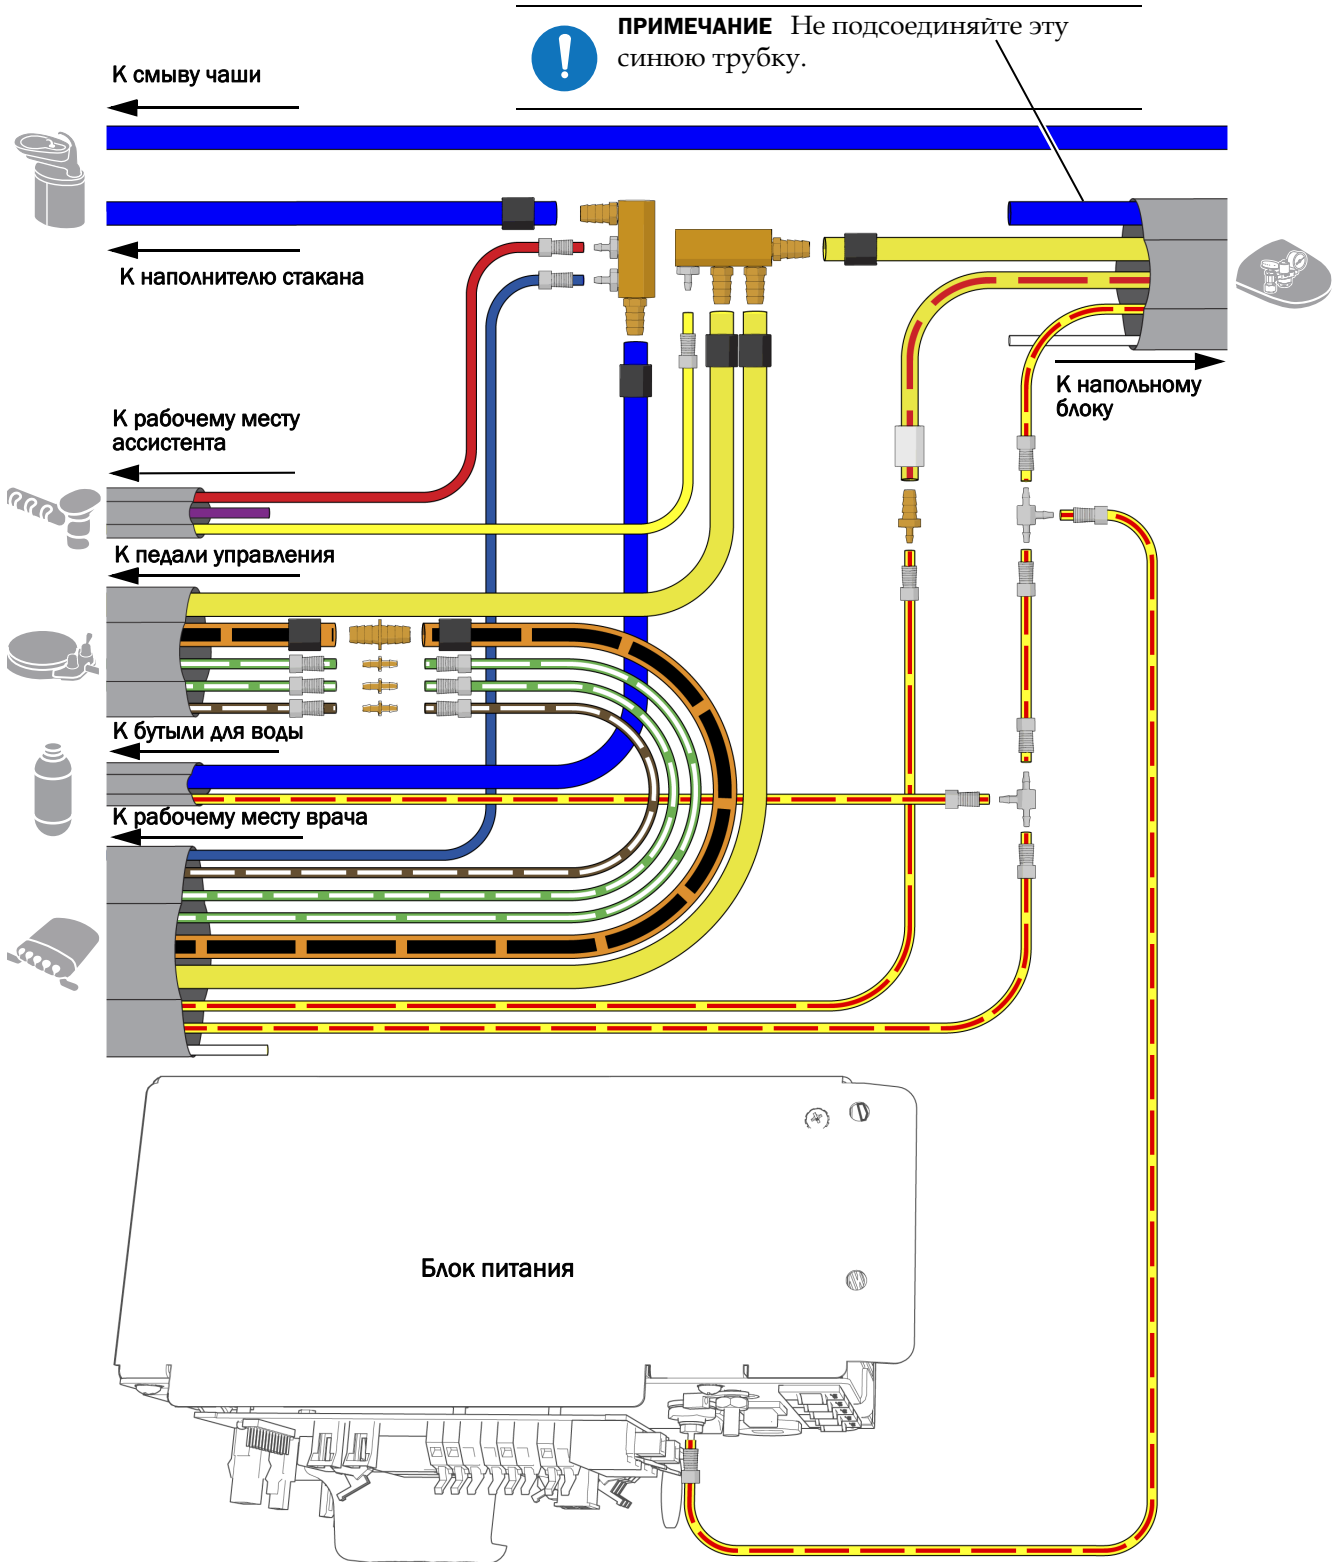 ПРИМЕЧАНИЕ Не подсоединяйте эту
синюю трубку.
К смыву чаши
К наполнителю стакана
К напольному
блоку
К рабочему месту
ассистента
К педали управления
К бутыли для воды
К рабочему месту врача
Блок питания